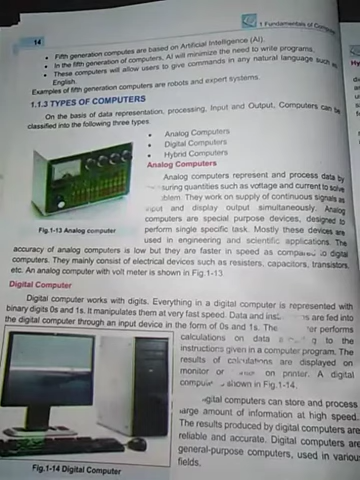 1 Fundamentals of Computer
14
• Fifth generation computes are based on Artificial Intelligence (AI).
• In the fifth generation of computers, AI will minimize the need to write programs.
• These computers will allow users to give commands in any natural language such as
English.
Examples of fifth generation computers are robots and expert systems.
1.1.3 TYPES OF COMPUTERS
On the basis of data representation, processing, Input and Output, Computers can be
classified into the following three types:
• Analog Computers
• Digital Computers
• Hybrid Computers
Analog Computers
Analog computers represent and process data by
suring quantities such as voltage and current to solve
blem. They work on supply of continuous signals as
input and display output simultaneously. Analog
computers are special purpose devices, designed to
perform single specific task. Mostly these devices are
used in engineering and scientific applications. The
Fig.1-13 Analog computer
accuracy of analog computers is low but they are faster in speed as compared to digital
computers. They mainly consist of electrical devices such as resisters, capacitors, transistors,
etc. An analog computer with volt meter is shown in Fig.1-13.
Digital Computer
Digital computer works with digits. Everything in a digital computer is represented with
binary digits 0s and 1s. It manipulates them at very fast speed. Data and inst s are fed into
the digital computer through an input device in the form of 0s and 1s. The er performs
calculations on data g to the
instructions given in a computer program. The
results of calculations are displayed on
monitor or on printer. A digital
computer shown in Fig.1-14.
igital computers can store and process
large amount of information at high speed.
The results produced by digital computers are
reliable and accurate. Digital computers are
general-purpose computers, used in various
fields.
Fig.1-14 Digital Computer